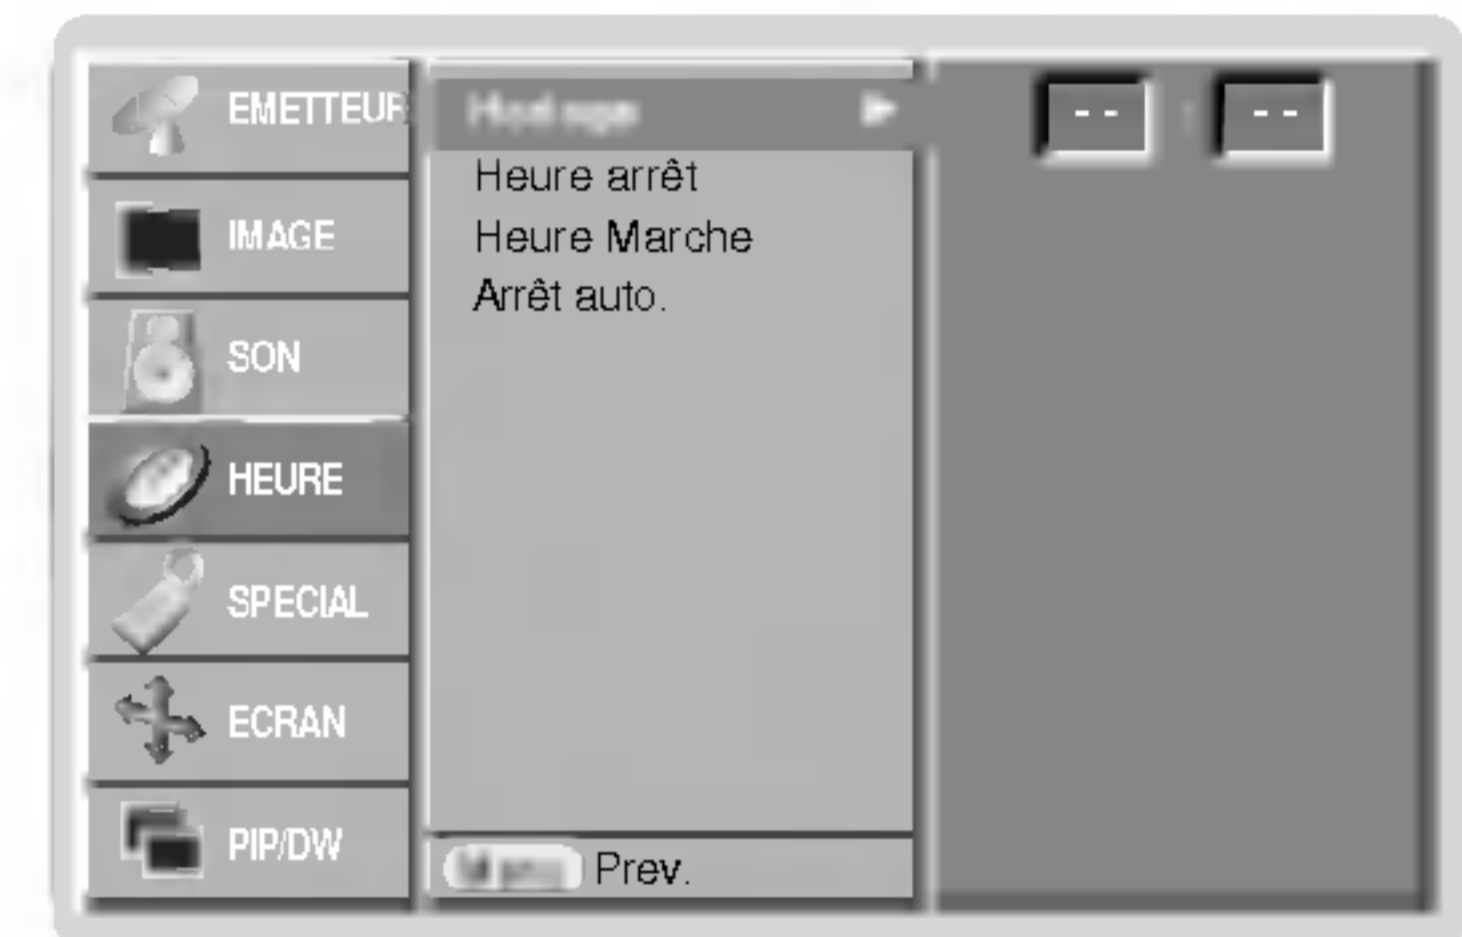 EMETTEUR
IMAGE
SON
HEURE
SPECIAL
ECRAN
PIP/DW
Heure arrêt
Heure Marche
Arrêt auto.
Prev.
-- : --